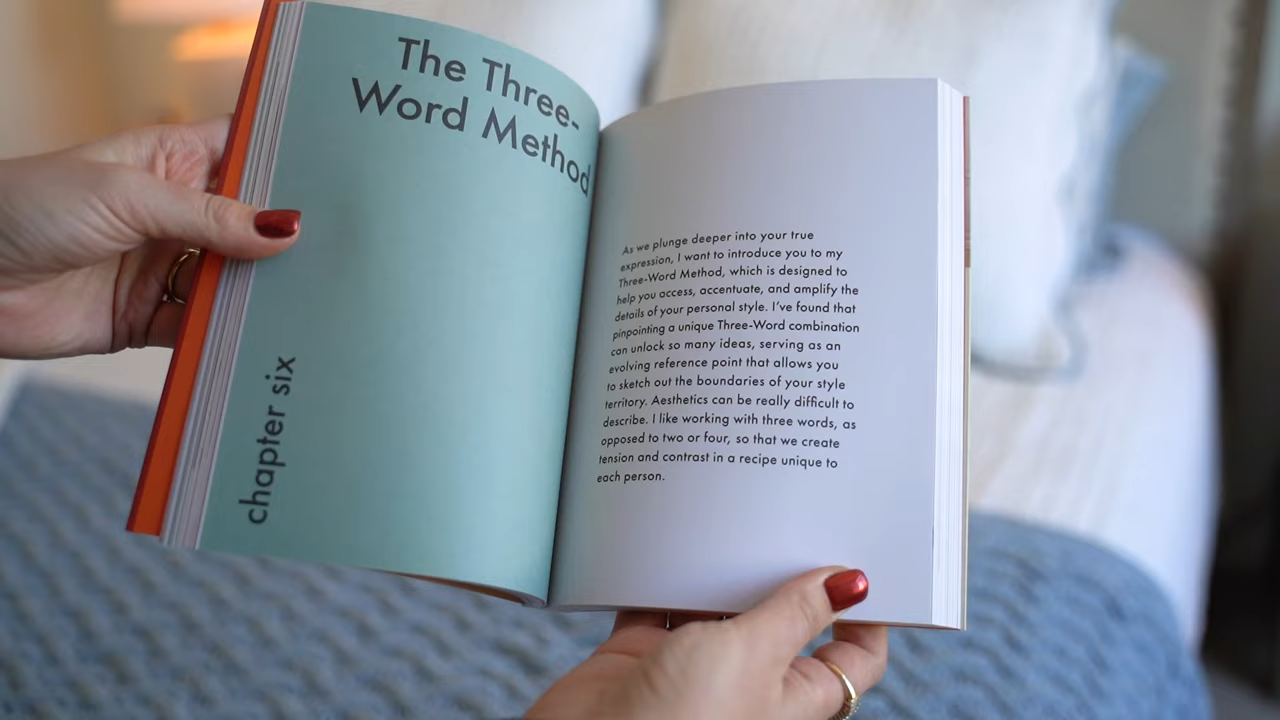 The Three-
Word Method
chapter six
As we plunge deeper into your true
expression, I want to introduce you to my
Three-Word Method, which is designed to
help you access, accentuate, and amplify the
details of your personal style. I've found that
pinpointing a unique Three-Word combination
can unlock so many ideas, serving as an
evolving reference point that allows you
to sketch out the boundaries of your style
territory. Aesthetics can be really difficult to
describe. I like working with three words, as
opposed to two or four, so that we create
tension and contrast in a recipe unique to
each person.